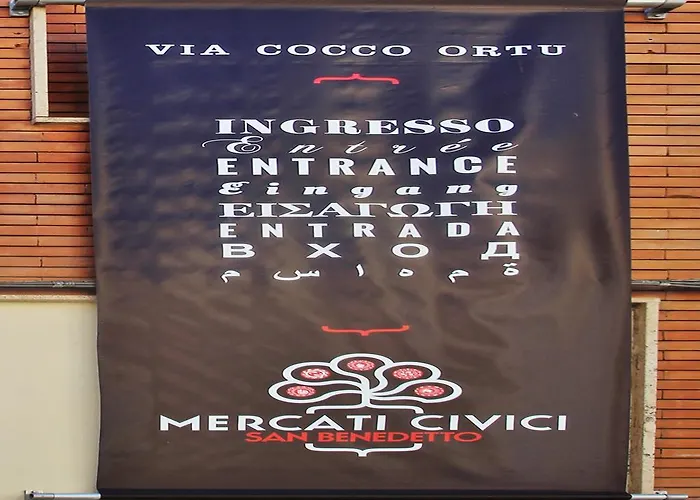 VIA COCCO ORTU
INGRESSO
Entrée
ENTRANCE
Eingang
ΕΙΣΑΓΩΓΗ
ENTRADA
ВХОД
ة م ه ا س م
MERCATI CIVICI
SAN BENEDETTO